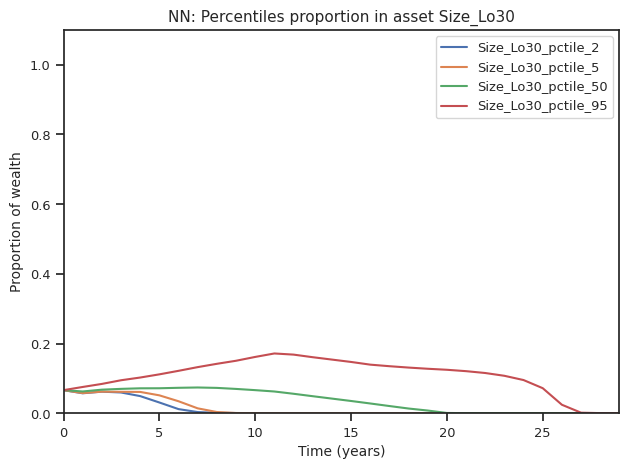 NN: Percentiles proportion in asset Size_Lo30
Size_Lo30_pctile_2
Size_Lo30_pctile_5
Size_Lo30_pctile_50
Size_Lo30_pctile_95
Proportion of wealth
1.0
0.8
0.6
0.4
0.2
0.0
0 5 10 15 20 25
Time (years)